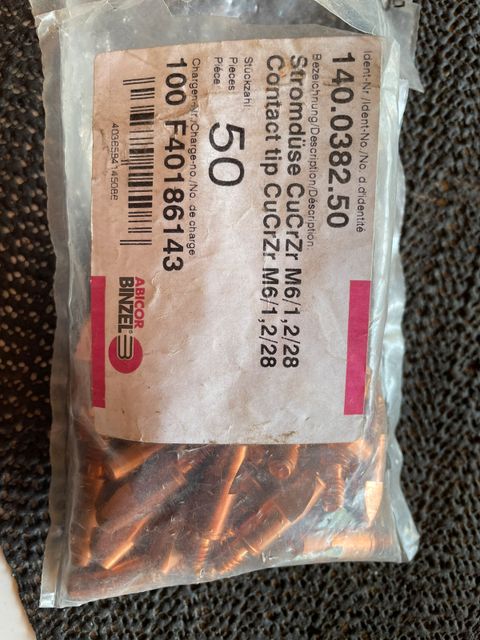 Ident-Nr./Ident-No./No. d'identité
140.0382.50
Bezeichnung/Description/Déscription:
Stromdüse CuCrZr M6/1,2/28
Contact tip CuCrZr M6/1,2/28
Stückzahl
Pieces
Pièce
50
Chargen-Nr./Charge-no./No. de charge
100 F40186143
ABICOR
BINZEL®